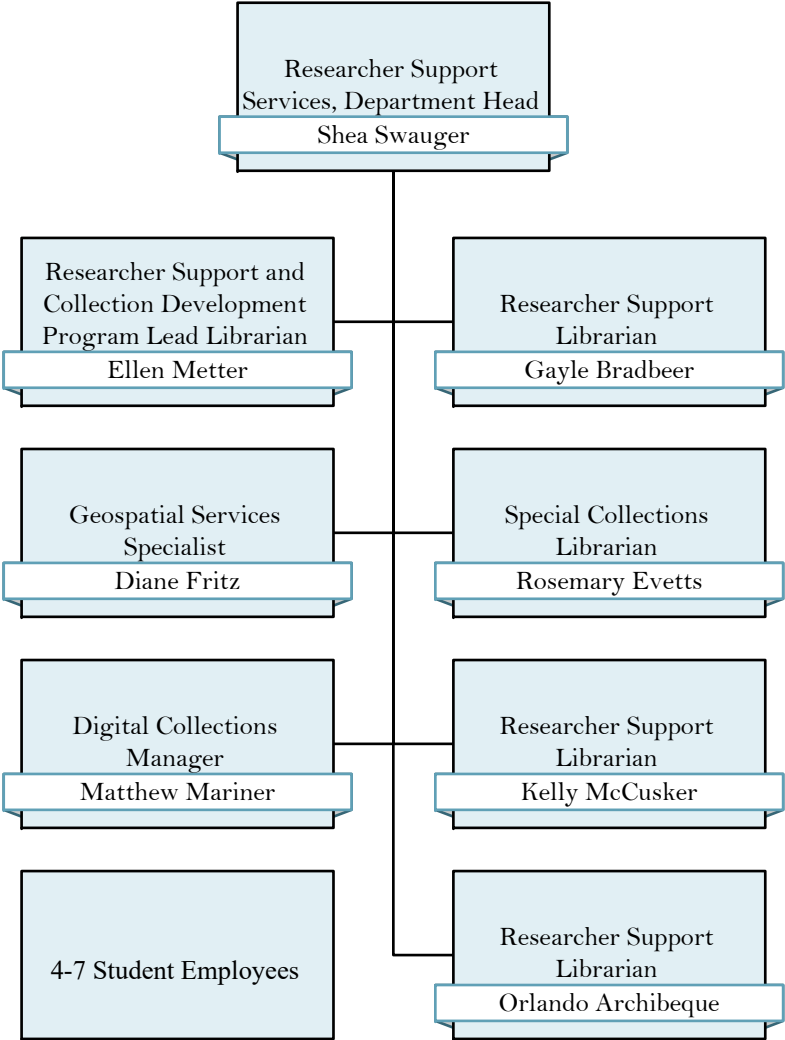 Researcher Support
Services, Department Head
Shea Swauger
Researcher Support and
Collection Development
Program Lead Librarian
Ellen Metter
Researcher Support
Librarian
Gayle Bradbeer
Geospatial Services
Specialist
Diane Fritz
Special Collections
Librarian
Rosemary Evetts
Digital Collections
Manager
Matthew Mariner
Researcher Support
Librarian
Kelly McCusker
4-7 Student Employees
Researcher Support
Librarian
Orlando Archibeque